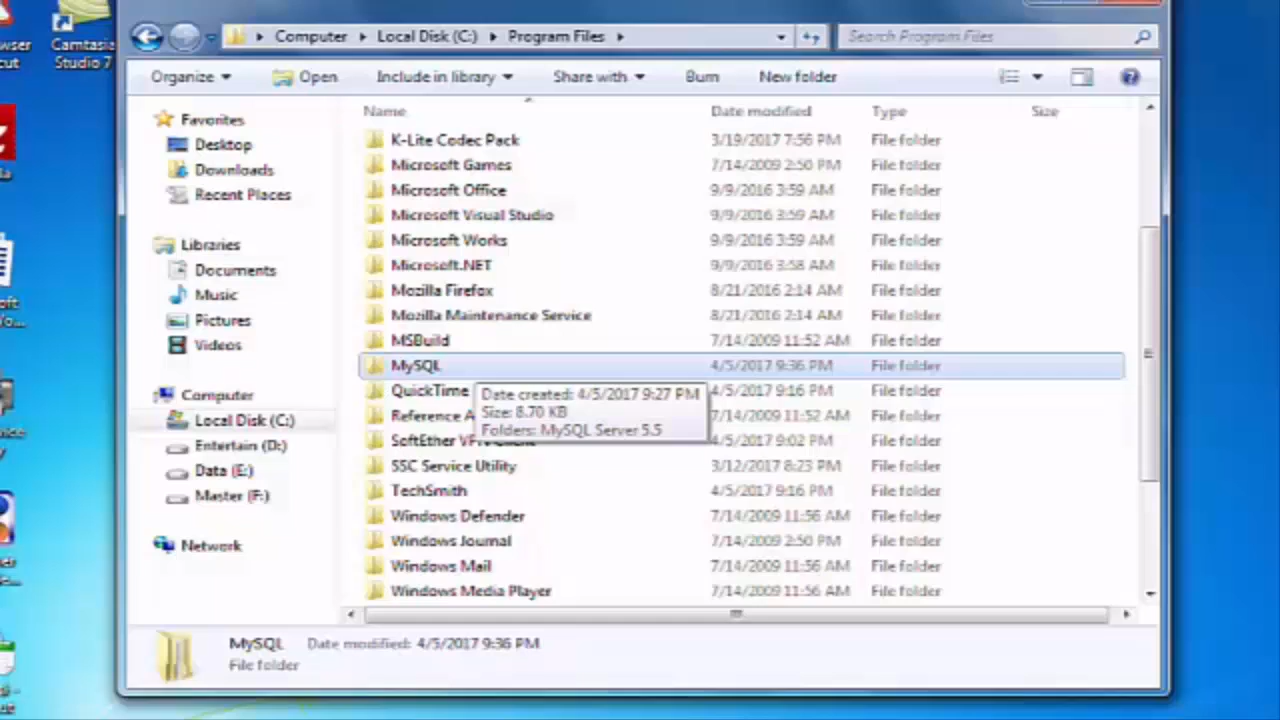 wser
cut
Camtasia
Studio 7
Computer
Local Disk (C:)
Program Files
Search Program Files
Organize
Open
Include in library
Share with
Burn
New folder
Name
Date modified
Type
Size
Favorites
Desktop
Downloads
Recent Places
Libraries
Documents
Music
Pictures
Videos
Computer
Local Disk (C:)
Entertain (D:)
Data (E:)
Master (F:)
Network
K-Lite Codec Pack 3/19/2017 7:56 PM File folder
Microsoft Games 7/14/2009 2:50 PM File folder
Microsoft Office 9/9/2016 3:59 AM File folder
Microsoft Visual Studio 9/9/2016 3:59 AM File folder
Microsoft Works 9/9/2016 3:59 AM File folder
Microsoft.NET 9/9/2016 3:58 AM File folder
Mozilla Firefox 8/21/2016 2:14 AM File folder
Mozilla Maintenance Service 8/21/2016 2:14 AM File folder
MSBuild 7/14/2009 11:52 AM File folder
MySQL 4/5/2017 9:36 PM File folder
QuickTime 4/5/2017 9:16 PM File folder
Reference A 7/14/2009 11:52 AM File folder
SoftEther 4/5/2017 9:02 PM File folder
SSC Service Utility 3/12/2017 8:23 PM File folder
TechSmith 4/5/2017 9:16 PM File folder
Windows Defender 7/14/2009 11:56 AM File folder
Windows Journal 7/14/2009 2:50 PM File folder
Windows Mail 7/14/2009 11:56 AM File folder
Windows Media Player 7/14/2009 11:56 AM File folder
Date created: 4/5/2017 9:27 PM
Size: 8.70 KB
Folders: MySQL Server 5.5
MySQL Date modified: 4/5/2017 9:36 PM
File folder